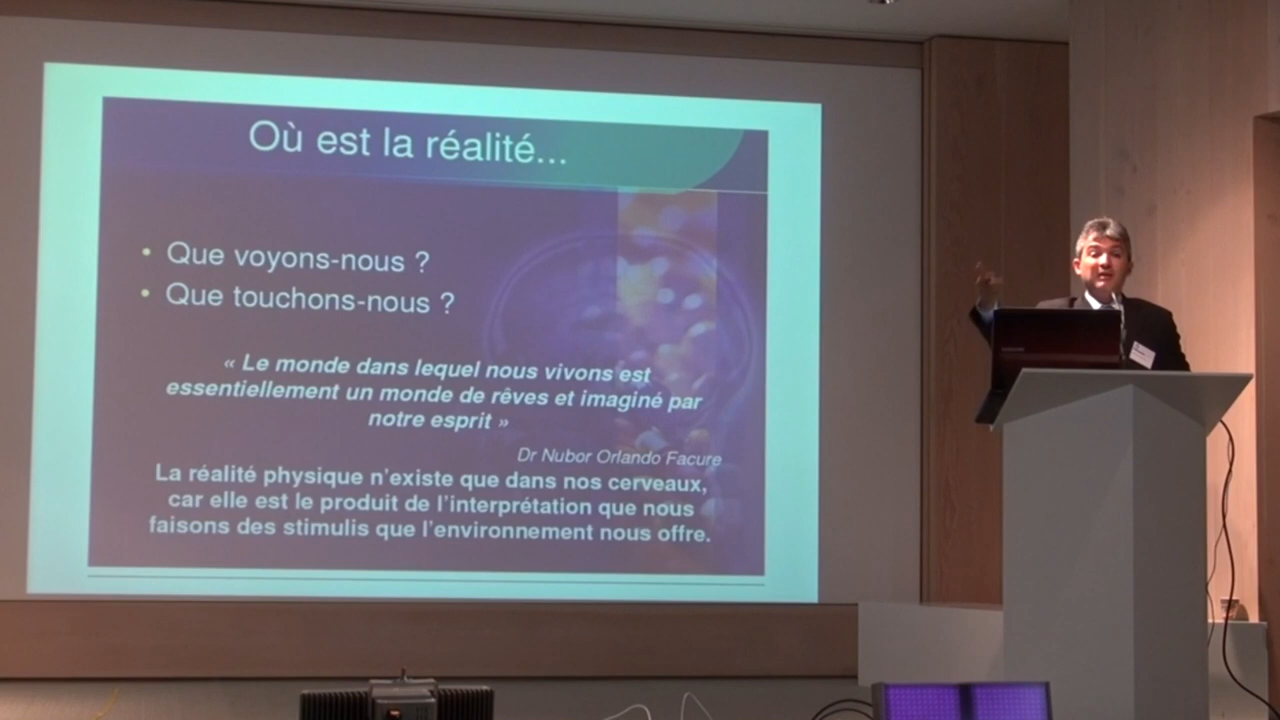 Où est la réalité...
• Que voyons-nous ?
• Que touchons-nous ?
« Le monde dans lequel nous vivons est
essentiellement un monde de rêves et imaginé par
notre esprit »
Dr Nubor Orlando Facure
La réalité physique n'existe que dans nos cerveaux,
car elle est le produit de l'interprétation que nous
faisons des stimulis que l'environnement nous offre.